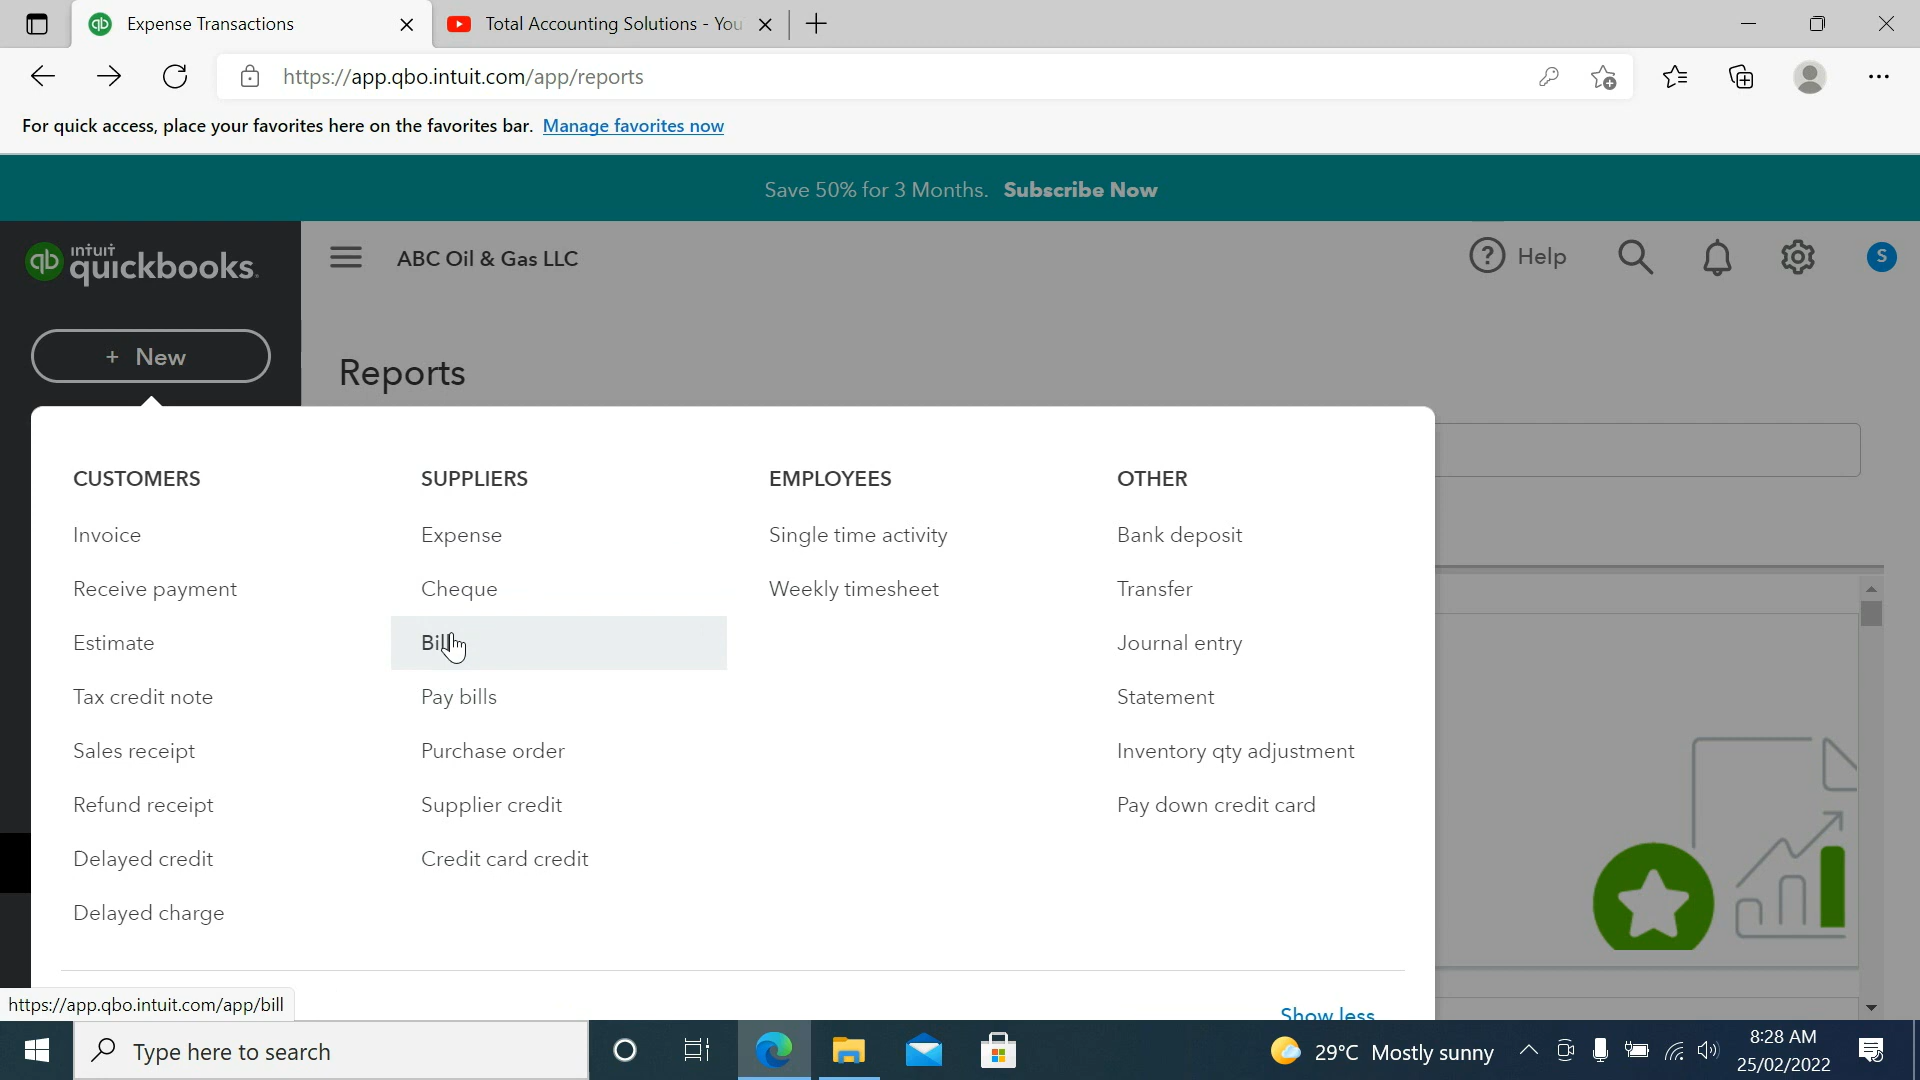 Expense Transactions
Total Accounting Solutions - You
https://app.qbo.intuit.com/app/reports
For quick access, place your favorites here on the favorites bar. Manage favorites now
Save 50% for 3 Months. Subscribe Now
qb intuit quickbooks.
ABC Oil & Gas LLC
? Help
S
+ New
Reports
CUSTOMERS
Invoice
Receive payment
Estimate
Tax credit note
Sales receipt
Refund receipt
Delayed credit
Delayed charge
SUPPLIERS
Expense
Cheque
Bill
Pay bills
Purchase order
Supplier credit
Credit card credit
EMPLOYEES
Single time activity
Weekly timesheet
OTHER
Bank deposit
Transfer
Journal entry
Statement
Inventory qty adjustment
Pay down credit card
Show less
https://app.qbo.intuit.com/app/bill
Type here to search
29°C Mostly sunny
8:28 AM
25/02/2022